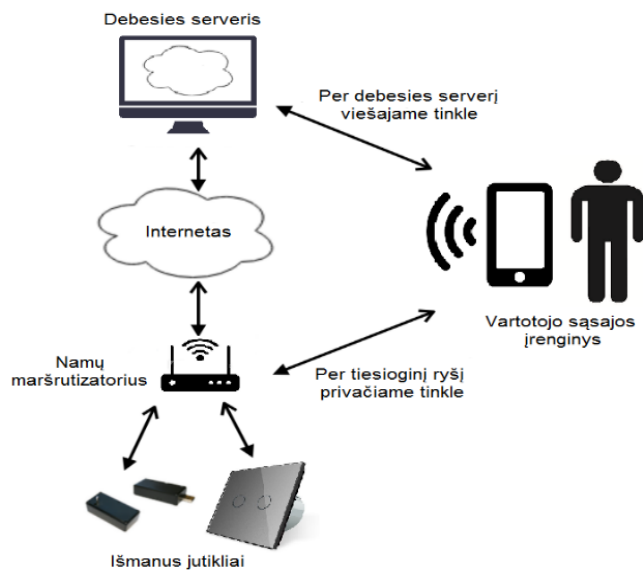 Debesies serveris
Per debesies serverį
viešajame tinkle
Internetas
Vartotojo sąsajos
įrenginys
Namų
maršrutizatorius
Per tiesioginį ryšį
privačiame tinkle
Išmanus jutikliai